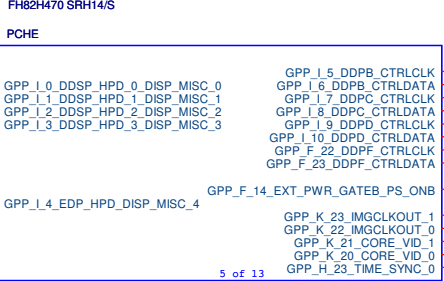 FH82H470 SRH14/S
PCHE
GPP_I_5_DDPB_CTRLCLK
GPP_I_0_DDSP_HPD_0_DISP_MISC_0
GPP_I_6_DDPB_CTRLDATA
GPP_I_1_DDSP_HPD_1_DISP_MISC_1
GPP_I_7_DDPC_CTRLCLK
GPP_I_2_DDSP_HPD_2_DISP_MISC_2
GPP_I_8_DDPC_CTRLDATA
GPP_I_3_DDSP_HPD_3_DISP_MISC_3
GPP_I_9_DDPD_CTRLCLK
GPP_I_10_DDPD_CTRLDATA
GPP_F_22_DDPF_CTRLCLK
GPP_F_23_DDPF_CTRLDATA
GPP_F_14_EXT_PWR_GATEB_PS_ONB
GPP_I_4_EDP_HPD_DISP_MISC_4
GPP_K_23_IMGCLKOUT_1
GPP_K_22_IMGCLKOUT_0
GPP_K_21_CORE_VID_1
GPP_K_20_CORE_VID_0
5 of 13
GPP_H_23_TIME_SYNC_0